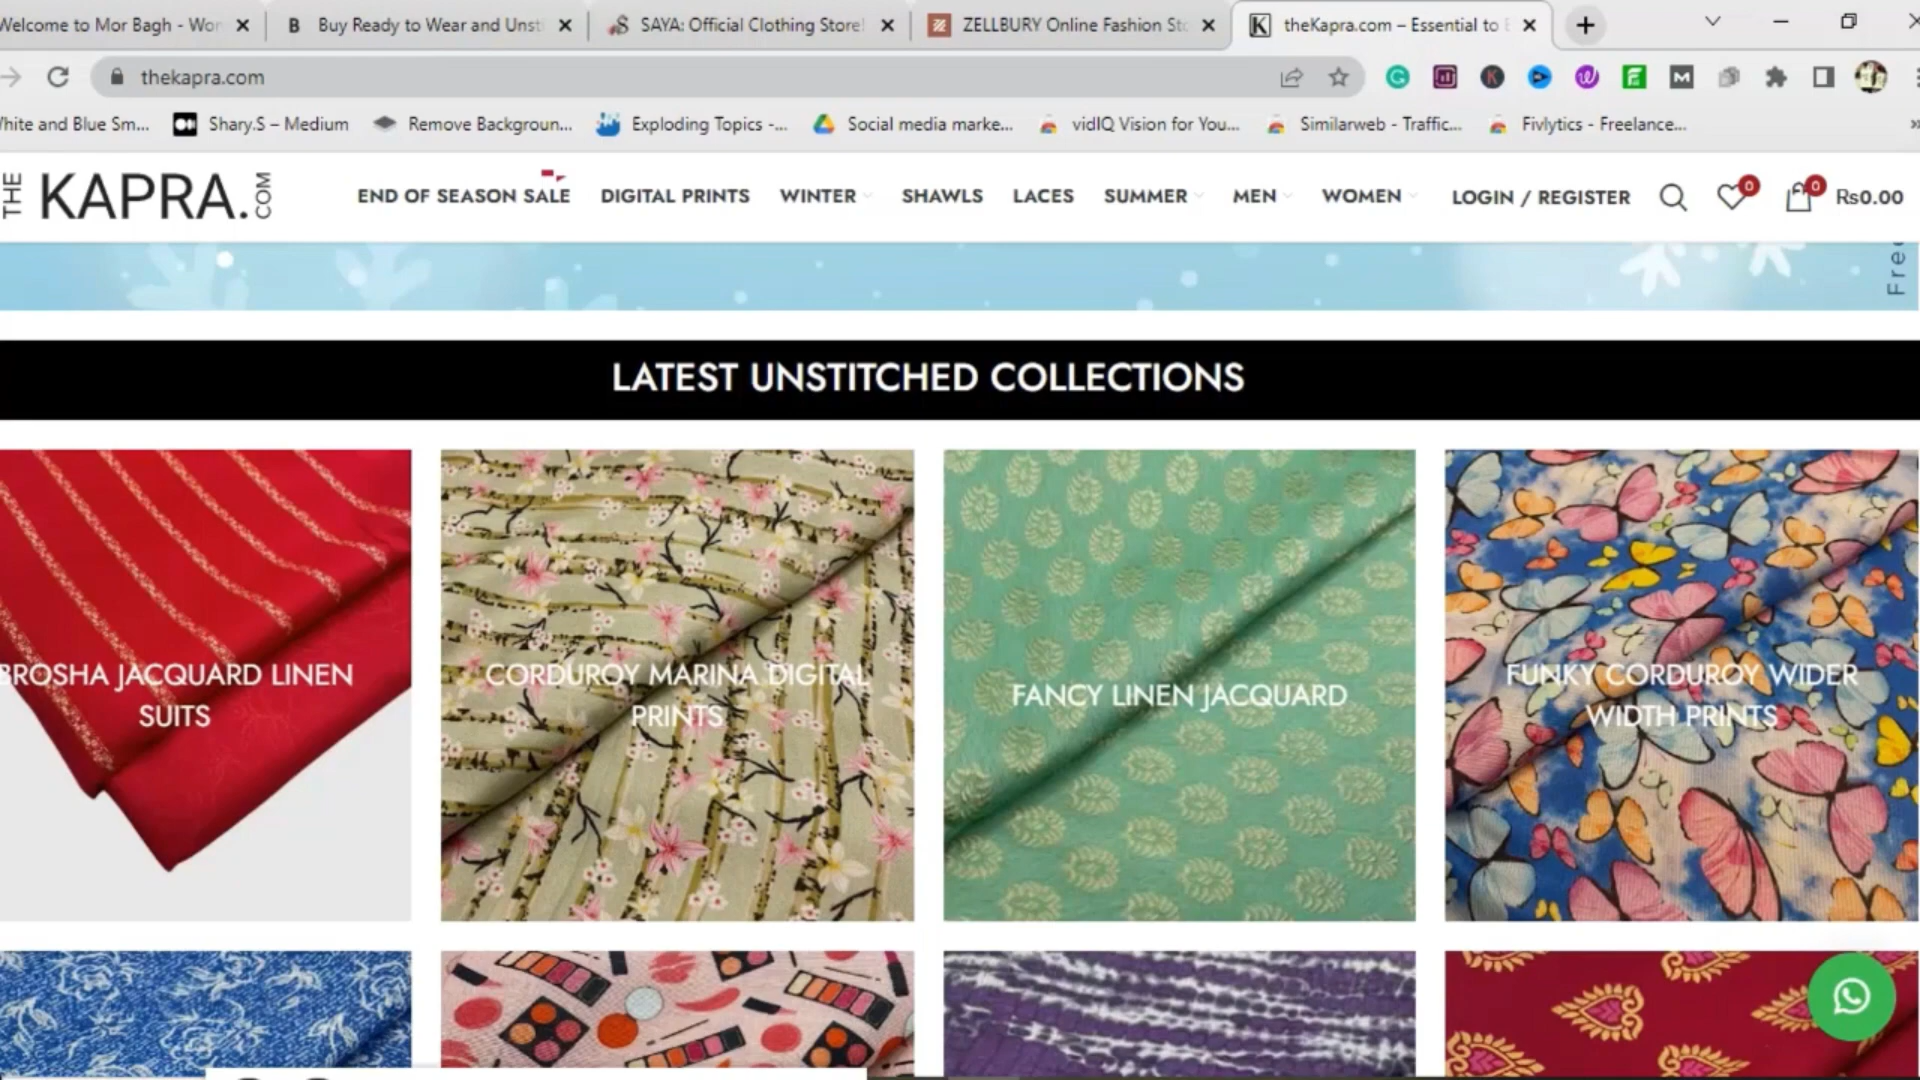 Welcome to Mor Bagh - Wor
B Buy Ready to Wear and Unsti
SAYA: Official Clothing Store!
ZELLBURY Online Fashion Sto
K theKapra.com – Essential to E
thekapra.com
hite and Blue Sm...
Shary.S – Medium
Remove Backgroun...
Exploding Topics -...
Social media marke...
vidIQ Vision for You...
Similarweb - Traffic...
Fivlytics - Freelance...
THE KAPRA.COM
END OF SEASON SALE
DIGITAL PRINTS
WINTER
SHAWLS
LACES
SUMMER
MEN
WOMEN
LOGIN / REGISTER
0
0
₨0.00
Free
LATEST UNSTITCHED COLLECTIONS
BROSHA JACQUARD LINEN
SUITS
CORDUROY MARINA DIGITAL
PRINTS
FANCY LINEN JACQUARD
FUNKY CORDUROY WIDER
WIDTH PRINTS